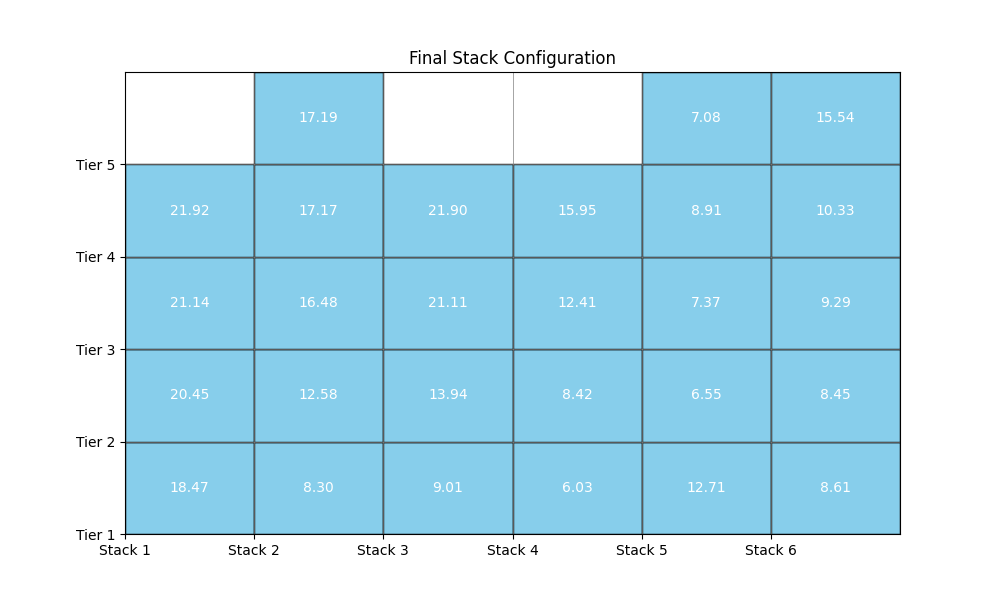 Final Stack Configuration
17.19 7.08 15.54
Tier 5
21.92 17.17 21.90 15.95 8.91 10.33
Tier 4
21.14 16.48 21.11 12.41 7.37 9.29
Tier 3
20.45 12.58 13.94 8.42 6.55 8.45
Tier 2
18.47 8.30 9.01 6.03 12.71 8.61
Tier 1
Stack 1 Stack 2 Stack 3 Stack 4 Stack 5 Stack 6